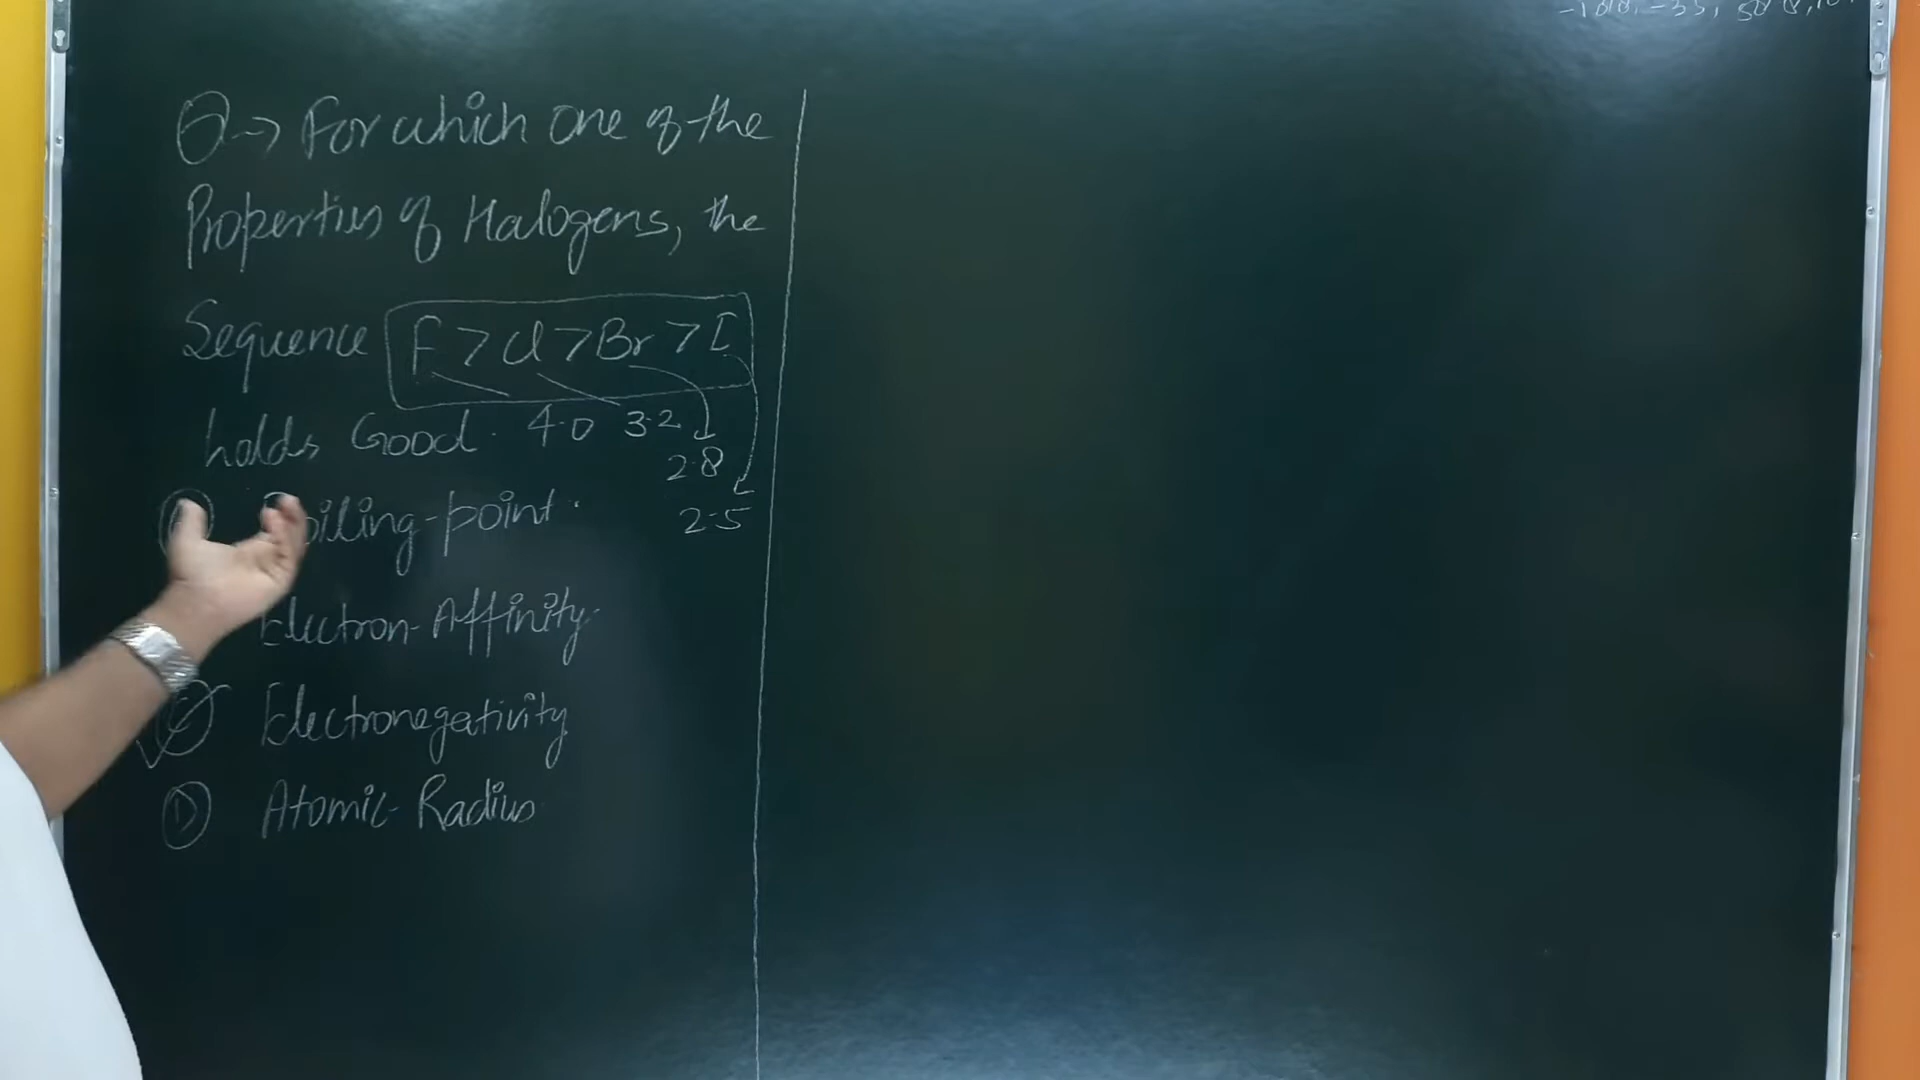 Q → For which one of the
Properties of Halogens, the
Sequence F > Cl > Br > I
holds Good. 4.0 3.2
2.8
2.5
Boiling-point.
Electron-Affinity.
C Electronegativity
D Atomic-Radius